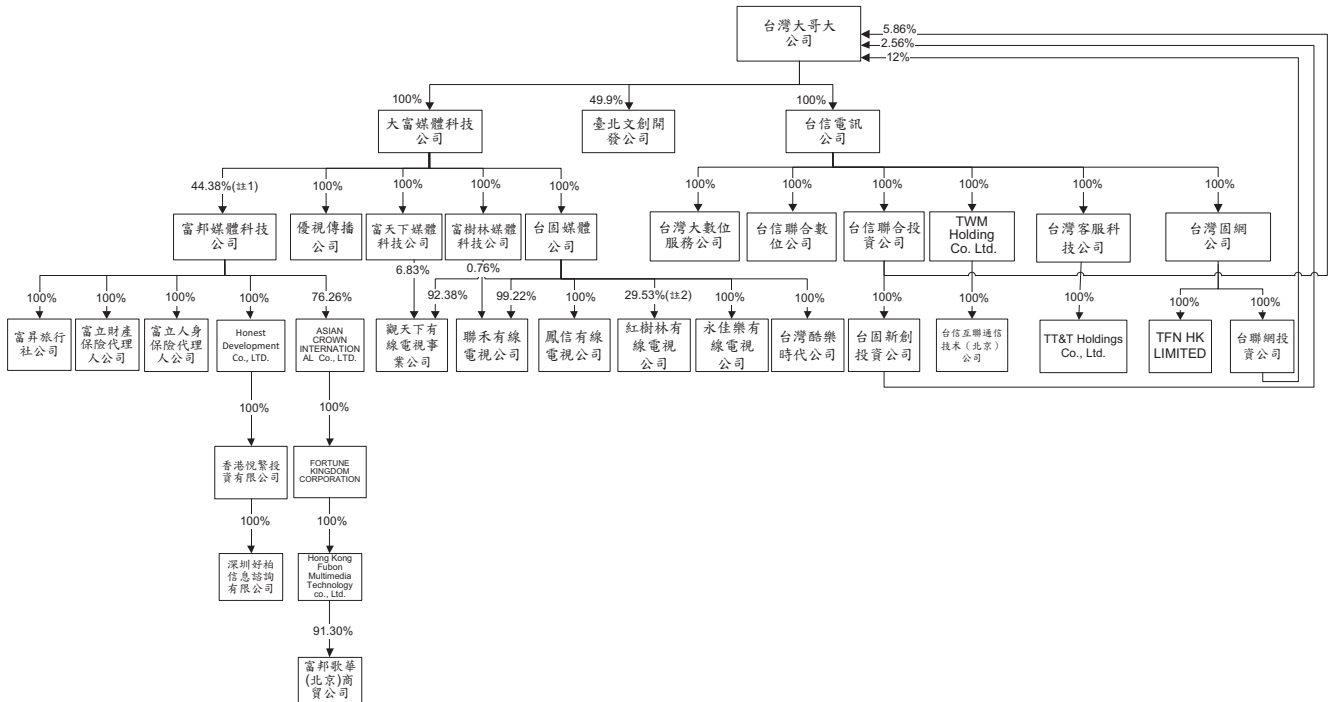 台灣大哥大
公司
5.86%
2.56%
12%
100%
49.9%
100%
大富媒體科技
公司
臺北文創開
發公司
台信電訊
公司
44.38%(註1)
100%
100%
100%
100%
100%
100%
100%
100%
100%
100%
富邦媒體科技
公司
優視傳播
公司
富天下媒體
科技公司
富樹林媒體
科技公司
台固媒體
公司
台灣大數位
服務公司
台信聯合數
位公司
台信聯合投
資公司
TWM
Holding
Co. Ltd.
台灣客服科
技公司
台灣固網
公司
100%
100%
100%
100%
76.26%
6.83%
92.38%
0.76%
99.22%
100%
29.53%(註2)
100%
100%
100%
100%
100%
100%
100%
富昇旅行
社公司
富立財產
保險代理
人公司
富立人身
保險代理
人公司
Honest
Development
Co., LTD.
ASIAN
CROWN
INTERNATION
AL Co., LTD.
觀天下有
線電視事
業公司
聯禾有線
電視公司
鳳信有線
電視公司
紅樹林有
線電視公
司
永佳樂有
線電視公
司
台灣酷樂
時代公司
台固新創
投資公司
台信互聯通信
技术（北京）
公司
TT&T Holdings
Co., Ltd.
TFN HK
LIMITED
台聯網投
資公司
100%
100%
香港悅繁投
資有限公司
FORTUNE
KINGDOM
CORPORATION
100%
100%
深圳好柏
信息諮詢
有限公司
Hong Kong
Fubon
Multimedia
Technology
co., Ltd.
91.30%
富邦歌華
(北京)商
貿公司